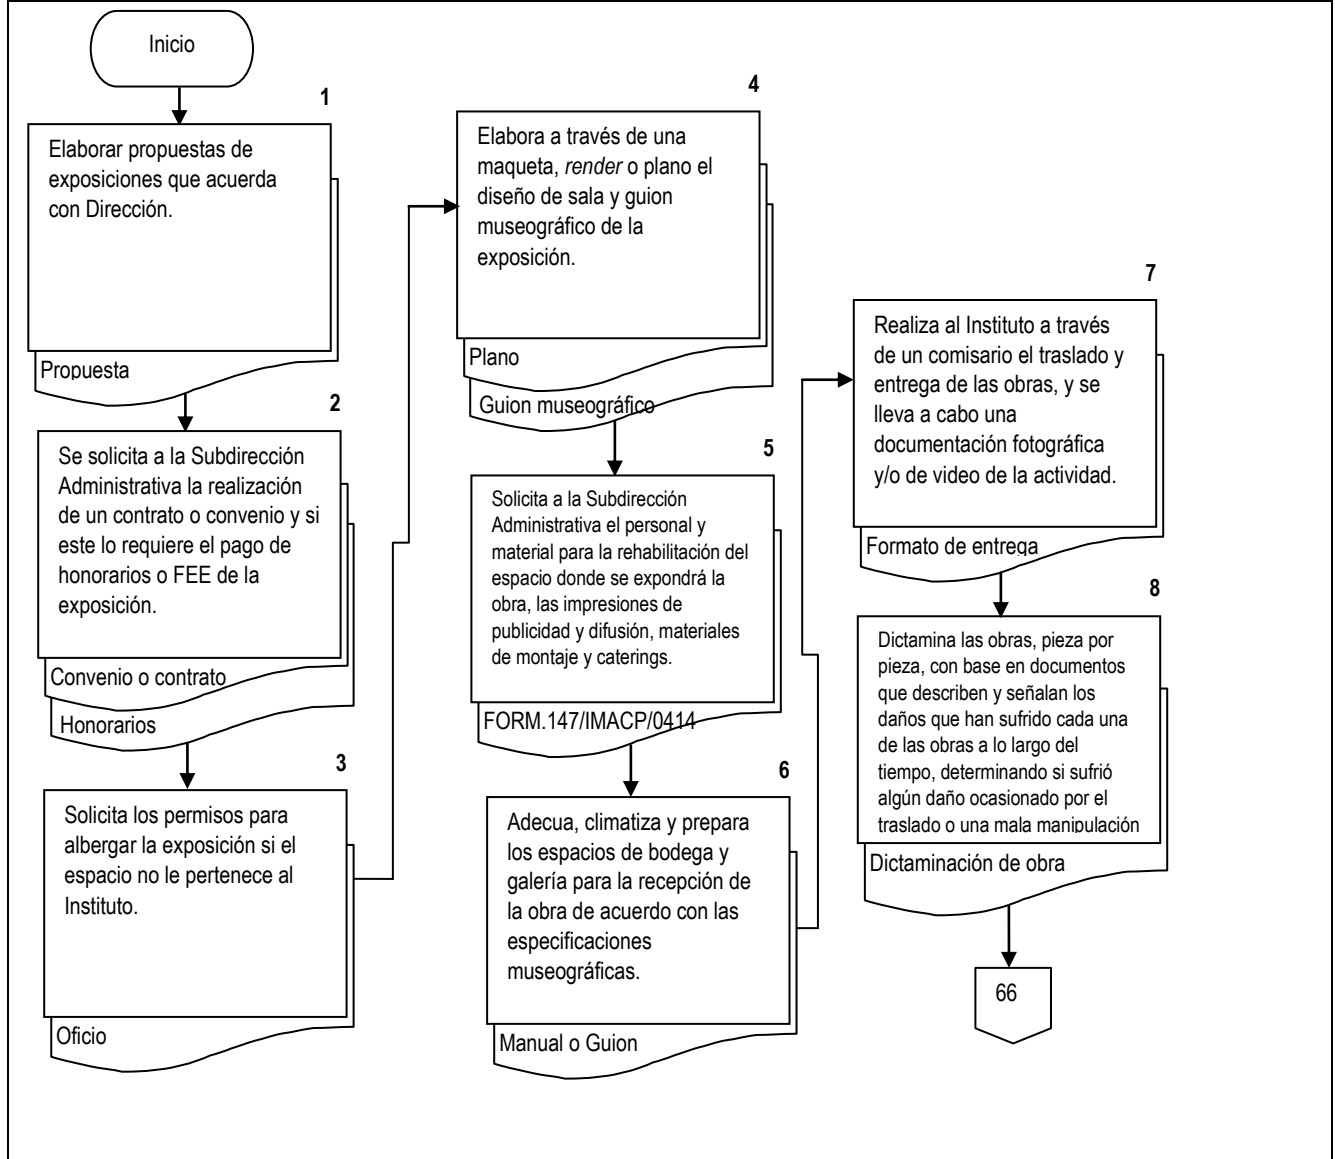 Inicio
1
Elaborar propuestas de
exposiciones que acuerda
con Dirección.
Propuesta
2
Se solicita a la Subdirección
Administrativa la realización
de un contrato o convenio y si
este lo requiere el pago de
honorarios o FEE de la
exposición.
Convenio o contrato
Honorarios
3
Solicita los permisos para
albergar la exposición si el
espacio no le pertenece al
Instituto.
Oficio
4
Elabora a través de una
maqueta, render o plano el
diseño de sala y guion
museográfico de la
exposición.
Plano
Guion museográfico
5
Solicita a la Subdirección
Administrativa el personal y
material para la rehabilitación del
espacio donde se expondrá la
obra, las impresiones de
publicidad y difusión, materiales
de montaje y caterings.
FORM.147/IMACP/0414
6
Adecua, climatiza y prepara
los espacios de bodega y
galería para la recepción de
la obra de acuerdo con las
especificaciones
museográficas.
Manual o Guion
7
Realiza al Instituto a través
de un comisario el traslado y
entrega de las obras, y se
lleva a cabo una
documentación fotográfica
y/o de video de la actividad.
Formato de entrega
8
Dictamina las obras, pieza por
pieza, con base en documentos
que describen y señalan los
daños que han sufrido cada una
de las obras a lo largo del
tiempo, determinando si sufrió
algún daño ocasionado por el
traslado o una mala manipulación
Dictaminación de obra
66